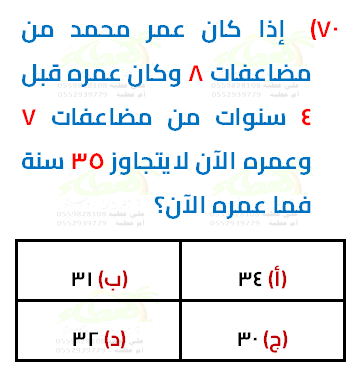 ٧٠) إذا كان عمر محمد من
مضاعفات ٨ وكان عمره قبل
٤ سنوات من مضاعفات ٧
وعمره الآن لايتجاوز ٣٥ سنة
فما عمره الآن؟
(أ) ٣٤ (ب) ٣١
(ج) ٣٠ (د) ٣٢